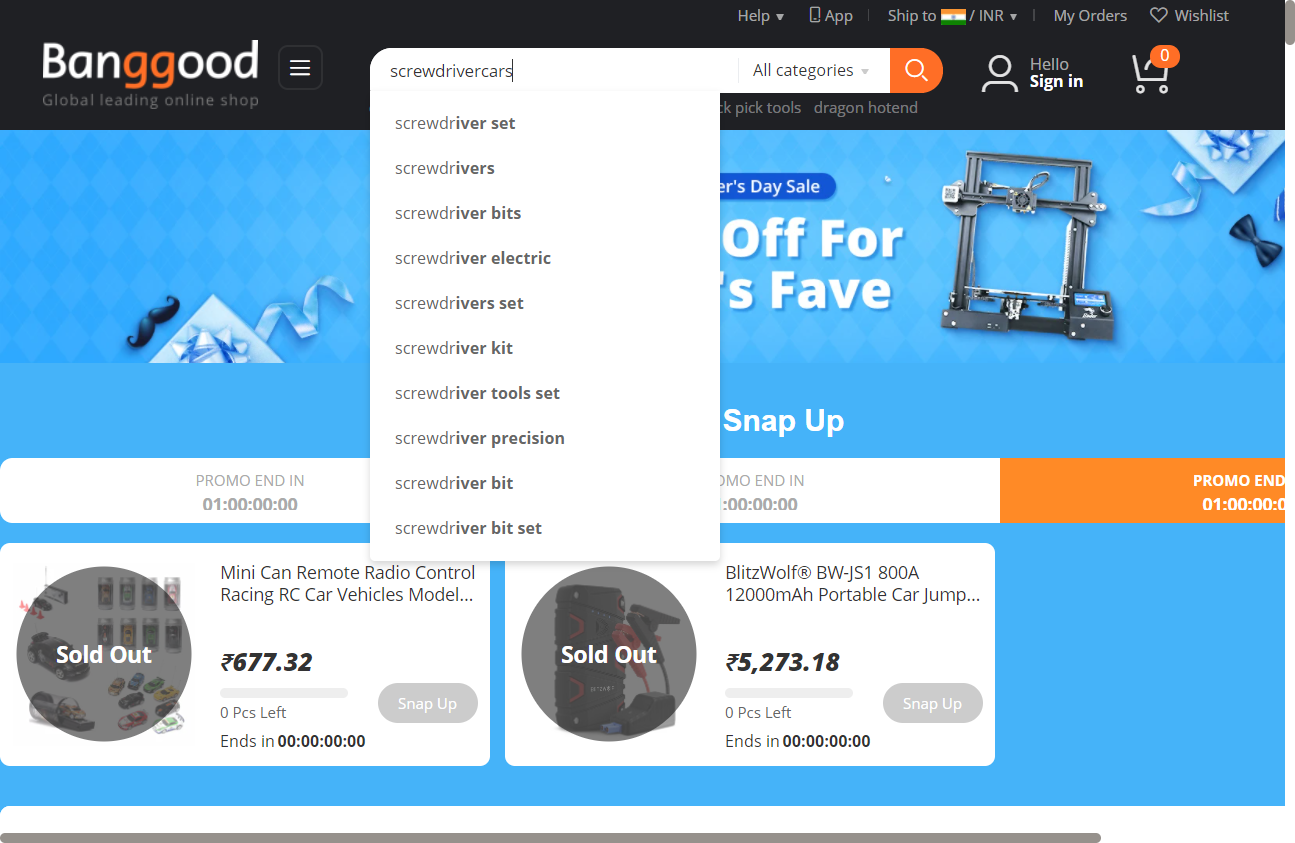 Help ▼ App Ship to / INR ▼ My Orders Wishlist
Banggood
Global leading online shop
screwdrivercars
All categories
0
Hello
Sign in
ck pick tools dragon hotend
screwdriver set
screwdrivers
screwdriver bits
screwdriver electric
screwdrivers set
screwdriver kit
screwdriver tools set
screwdriver precision
screwdriver bit
screwdriver bit set
er's Day Sale
Off For
's Fave
Snap Up
PROMO END IN
01:00:00:00
OMO END IN
:00:00:00
PROMO END
01:00:00:0
Sold Out
Mini Can Remote Radio Control
Racing RC Car Vehicles Model...
₹677.32
0 Pcs Left
Snap Up
Ends in 00:00:00:00
Sold Out
BlitzWolf® BW-JS1 800A
12000mAh Portable Car Jump...
₹5,273.18
0 Pcs Left
Snap Up
Ends in 00:00:00:00